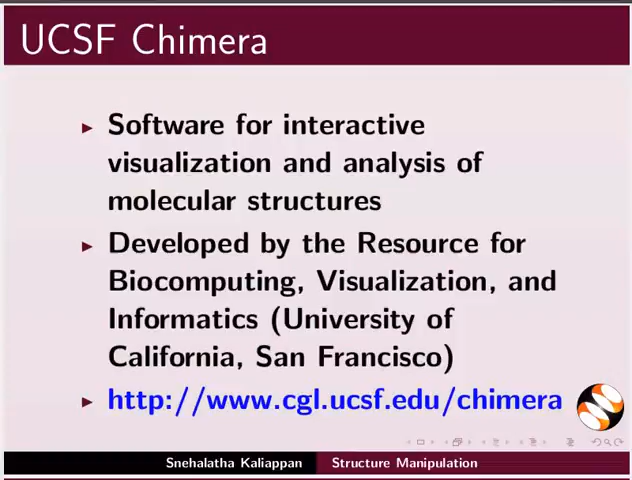 UCSF Chimera
Software for interactive
visualization and analysis of
molecular structures
Developed by the Resource for
Biocomputing, Visualization, and
Informatics (University of
California, San Francisco)
http://www.cgl.ucsf.edu/chimera
Snehalatha Kaliappan Structure Manipulation